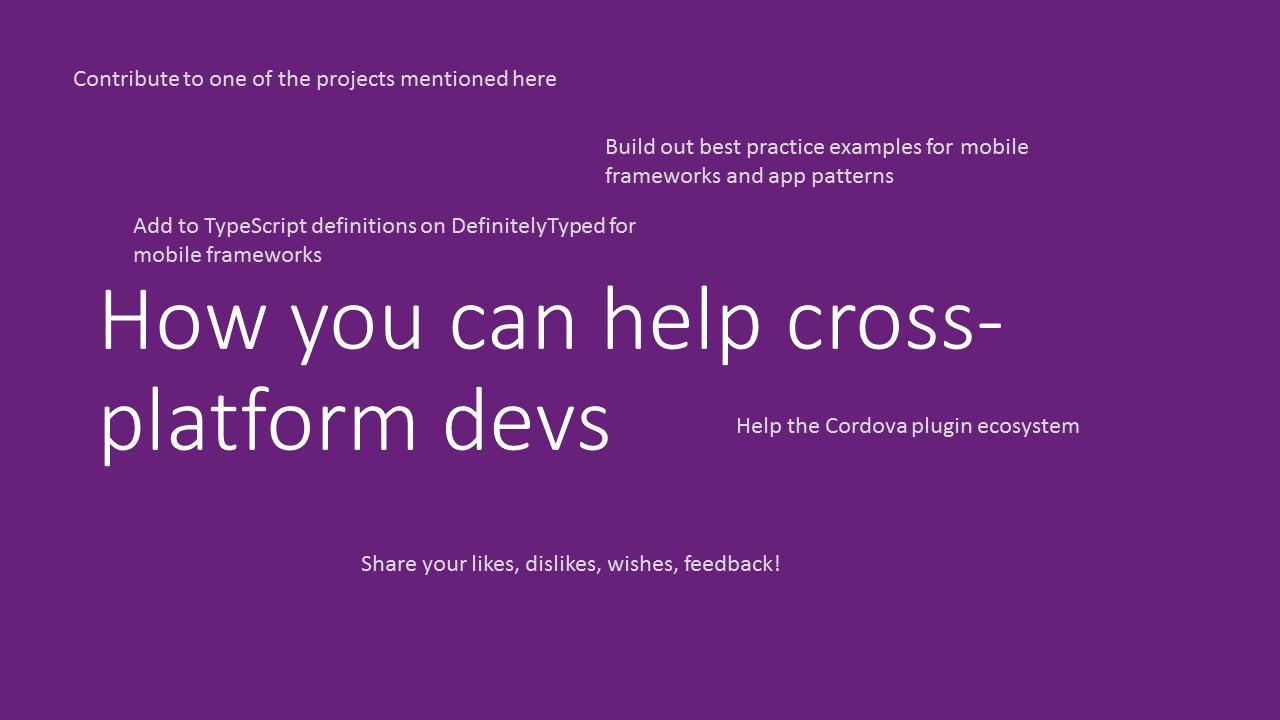 Contribute to one of the projects mentioned here
Build out best practice examples for mobile
frameworks and app patterns
Add to TypeScript definitions on DefinitelyTyped for
mobile frameworks
How you can help cross-
platform devs
Help the Cordova plugin ecosystem
Share your likes, dislikes, wishes, feedback!